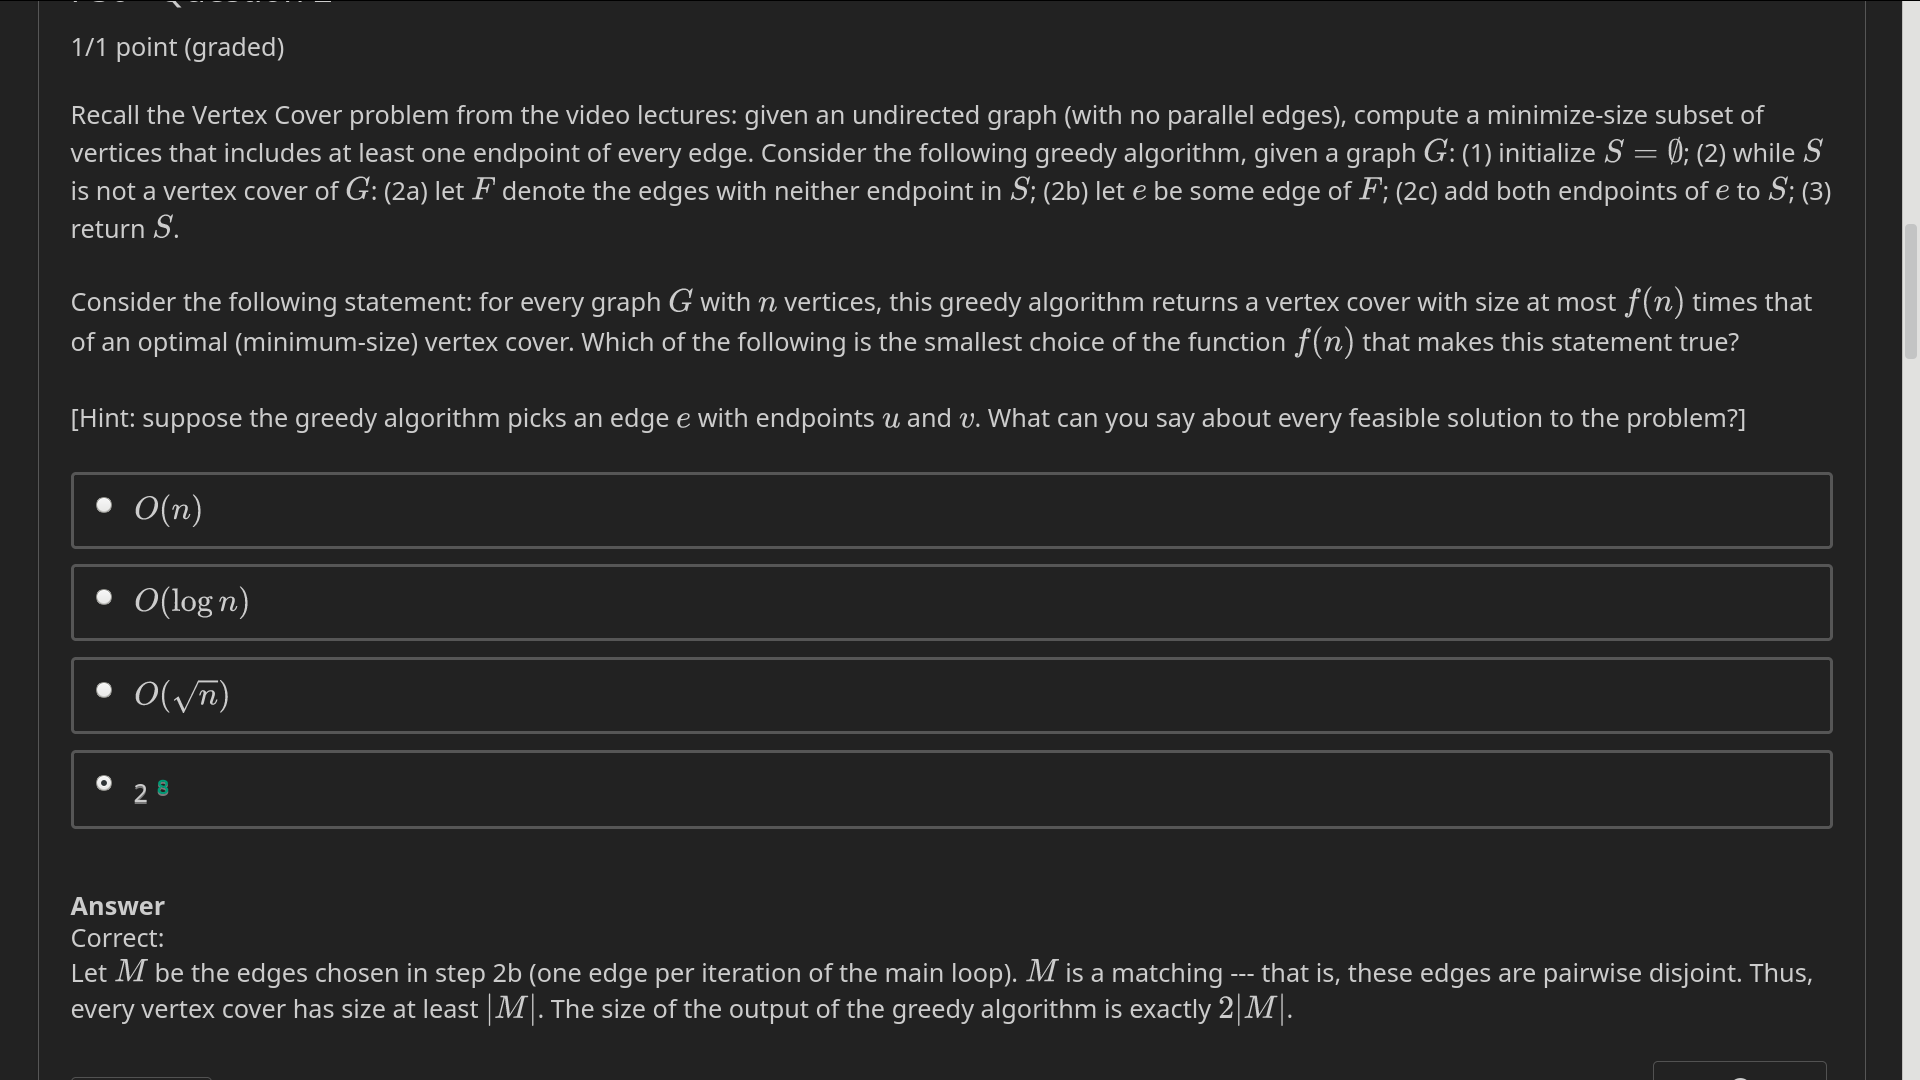 1/1 point (graded)
Recall the Vertex Cover problem from the video lectures: given an undirected graph (with no parallel edges), compute a minimize-size subset of
vertices that includes at least one endpoint of every edge. Consider the following greedy algorithm, given a graph G: (1) initialize S = ∅; (2) while S
is not a vertex cover of G: (2a) let F denote the edges with neither endpoint in S; (2b) let e be some edge of F; (2c) add both endpoints of e to S; (3)
return S.
Consider the following statement: for every graph G with n vertices, this greedy algorithm returns a vertex cover with size at most f(n) times that
of an optimal (minimum-size) vertex cover. Which of the following is the smallest choice of the function f(n) that makes this statement true?
[Hint: suppose the greedy algorithm picks an edge e with endpoints u and v. What can you say about every feasible solution to the problem?]
O(n)
O(log n)
O(√n)
2
Answer
Correct:
Let M be the edges chosen in step 2b (one edge per iteration of the main loop). M is a matching --- that is, these edges are pairwise disjoint. Thus,
every vertex cover has size at least |M|. The size of the output of the greedy algorithm is exactly 2|M|.